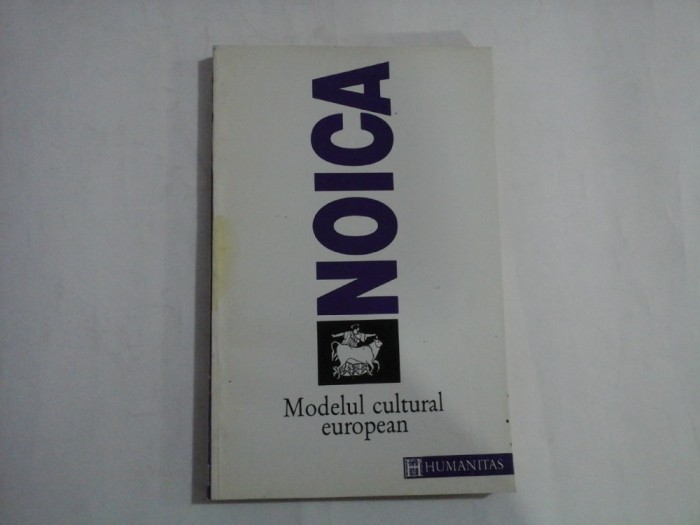 NOICA
Modelul cultural
european
HUMANITAS